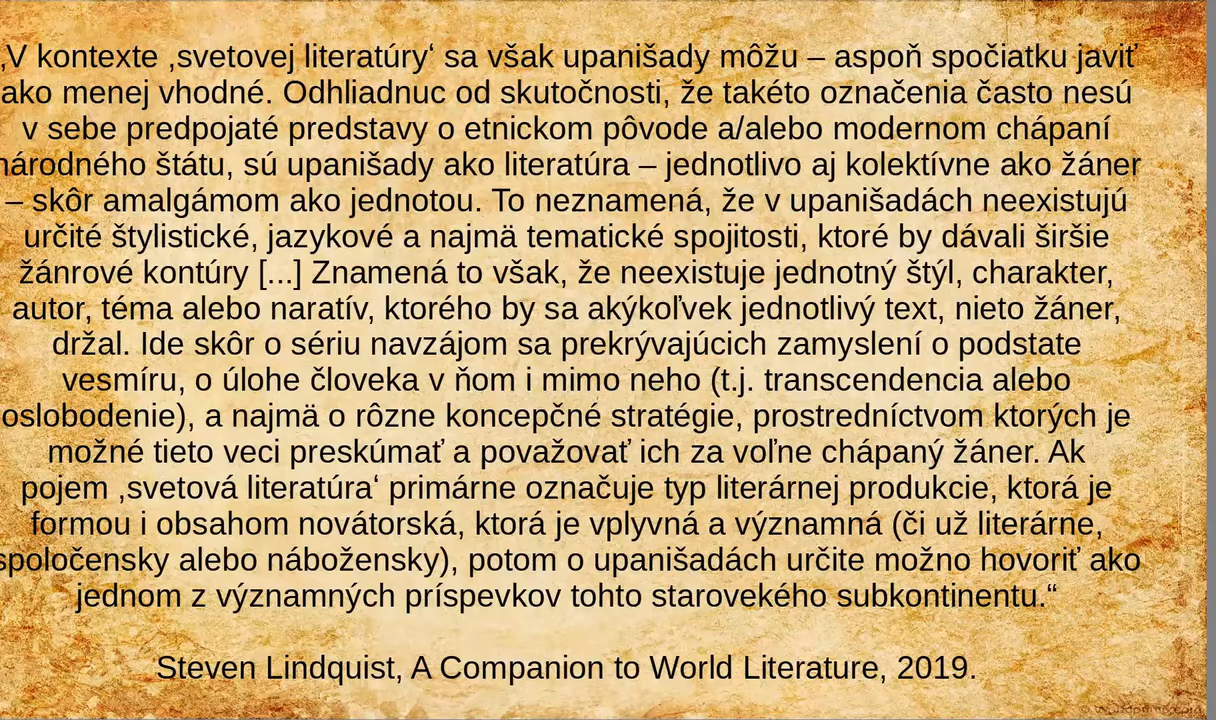 „V kontexte ‚svetovej literatúry‘ sa však upanišady môžu – aspoň spočiatku javiť
ako menej vhodné. Odhliadnuc od skutočnosti, že takéto označenia často nesú
v sebe predpojaté predstavy o etnickom pôvode a/alebo modernom chápaní
národného štátu, sú upanišady ako literatúra – jednotlivo aj kolektívne ako žáner
– skôr amalgámom ako jednotou. To neznamená, že v upanišadách neexistujú
určité štylistické, jazykové a najmä tematické spojitosti, ktoré by dávali širšie
žánrové kontúry [...] Znamená to však, že neexistuje jednotný štýl, charakter,
autor, téma alebo naratív, ktorého by sa akýkoľvek jednotlivý text, nieto žáner,
držal. Ide skôr o sériu navzájom sa prekrývajúcich zamyslení o podstate
vesmíru, o úlohe človeka v ňom i mimo neho (t.j. transcendencia alebo
oslobodenie), a najmä o rôzne koncepčné stratégie, prostredníctvom ktorých je
možné tieto veci preskúmať a považovať ich za voľne chápaný žáner. Ak
pojem ‚svetová literatúra‘ primárne označuje typ literárnej produkcie, ktorá je
formou i obsahom novátorská, ktorá je vplyvná a významná (či už literárne,
spoločensky alebo nábožensky), potom o upanišadách určite možno hovoriť ako
jednom z významných príspevkov tohto starovekého subkontinentu.“
Steven Lindquist, A Companion to World Literature, 2019.